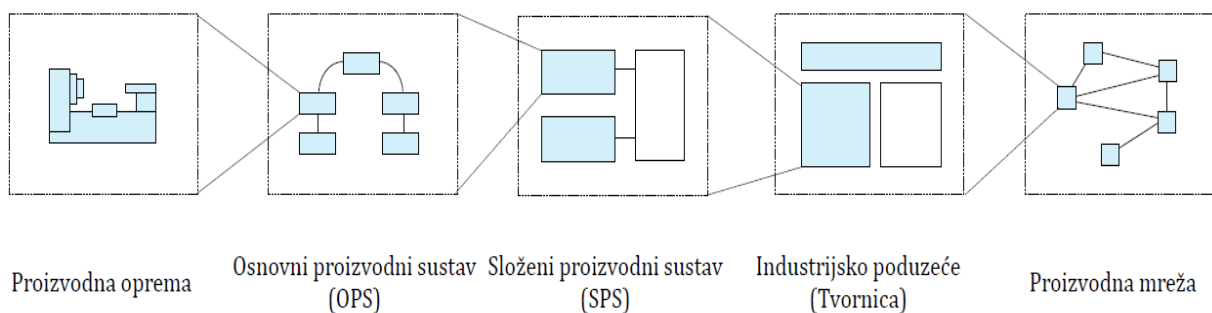 Proizvodna oprema
Osnovni proizvodni sustav
(OPS)
Složeni proizvodni sustav
(SPS)
Industrijsko poduzeće
(Tvornica)
Proizvodna mreža